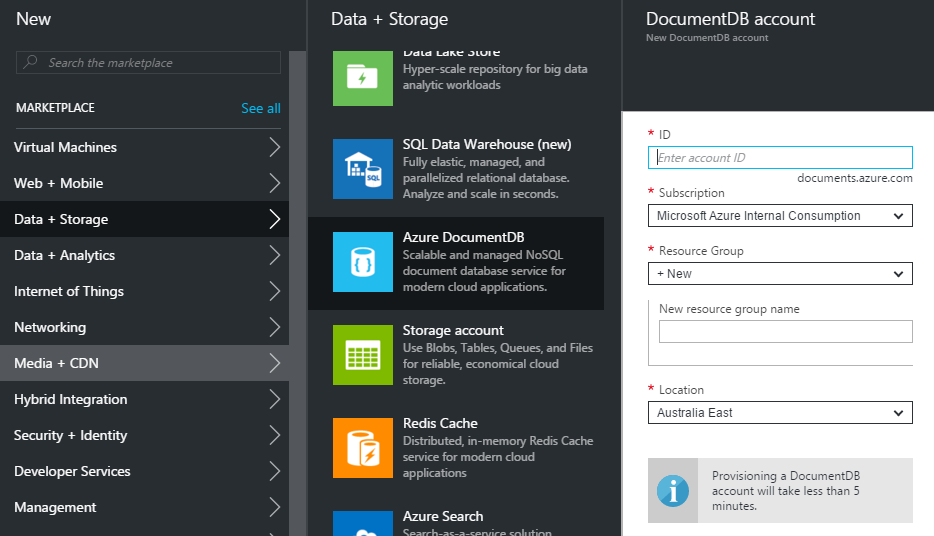 New
Search the marketplace
MARKETPLACE
See all
Virtual Machines
Web + Mobile
Data + Storage
Data + Analytics
Internet of Things
Networking
Media + CDN
Hybrid Integration
Security + Identity
Developer Services
Management
Data + Storage
Data Lake Store
Hyper-scale repository for big data
analytic workloads
SQL Data Warehouse (new)
Fully elastic, managed, and
parallelized relational database.
Analyze and scale in seconds.
SQL
Azure DocumentDB
Scalable and managed NoSQL
document database service for
modern cloud applications.
{ }
Storage account
Use Blobs, Tables, Queues, and Files
for reliable, economical cloud
storage.
Redis Cache
Distributed, in-memory Redis Cache
service for modern cloud
applications
Azure Search
Search-as-a-service solution
DocumentDB account
New DocumentDB account
* ID
Enter account ID
documents.azure.com
* Subscription
Microsoft Azure Internal Consumption
* Resource Group
+ New
New resource group name
* Location
Australia East
i
Provisioning a DocumentDB
account will take less than 5
minutes.